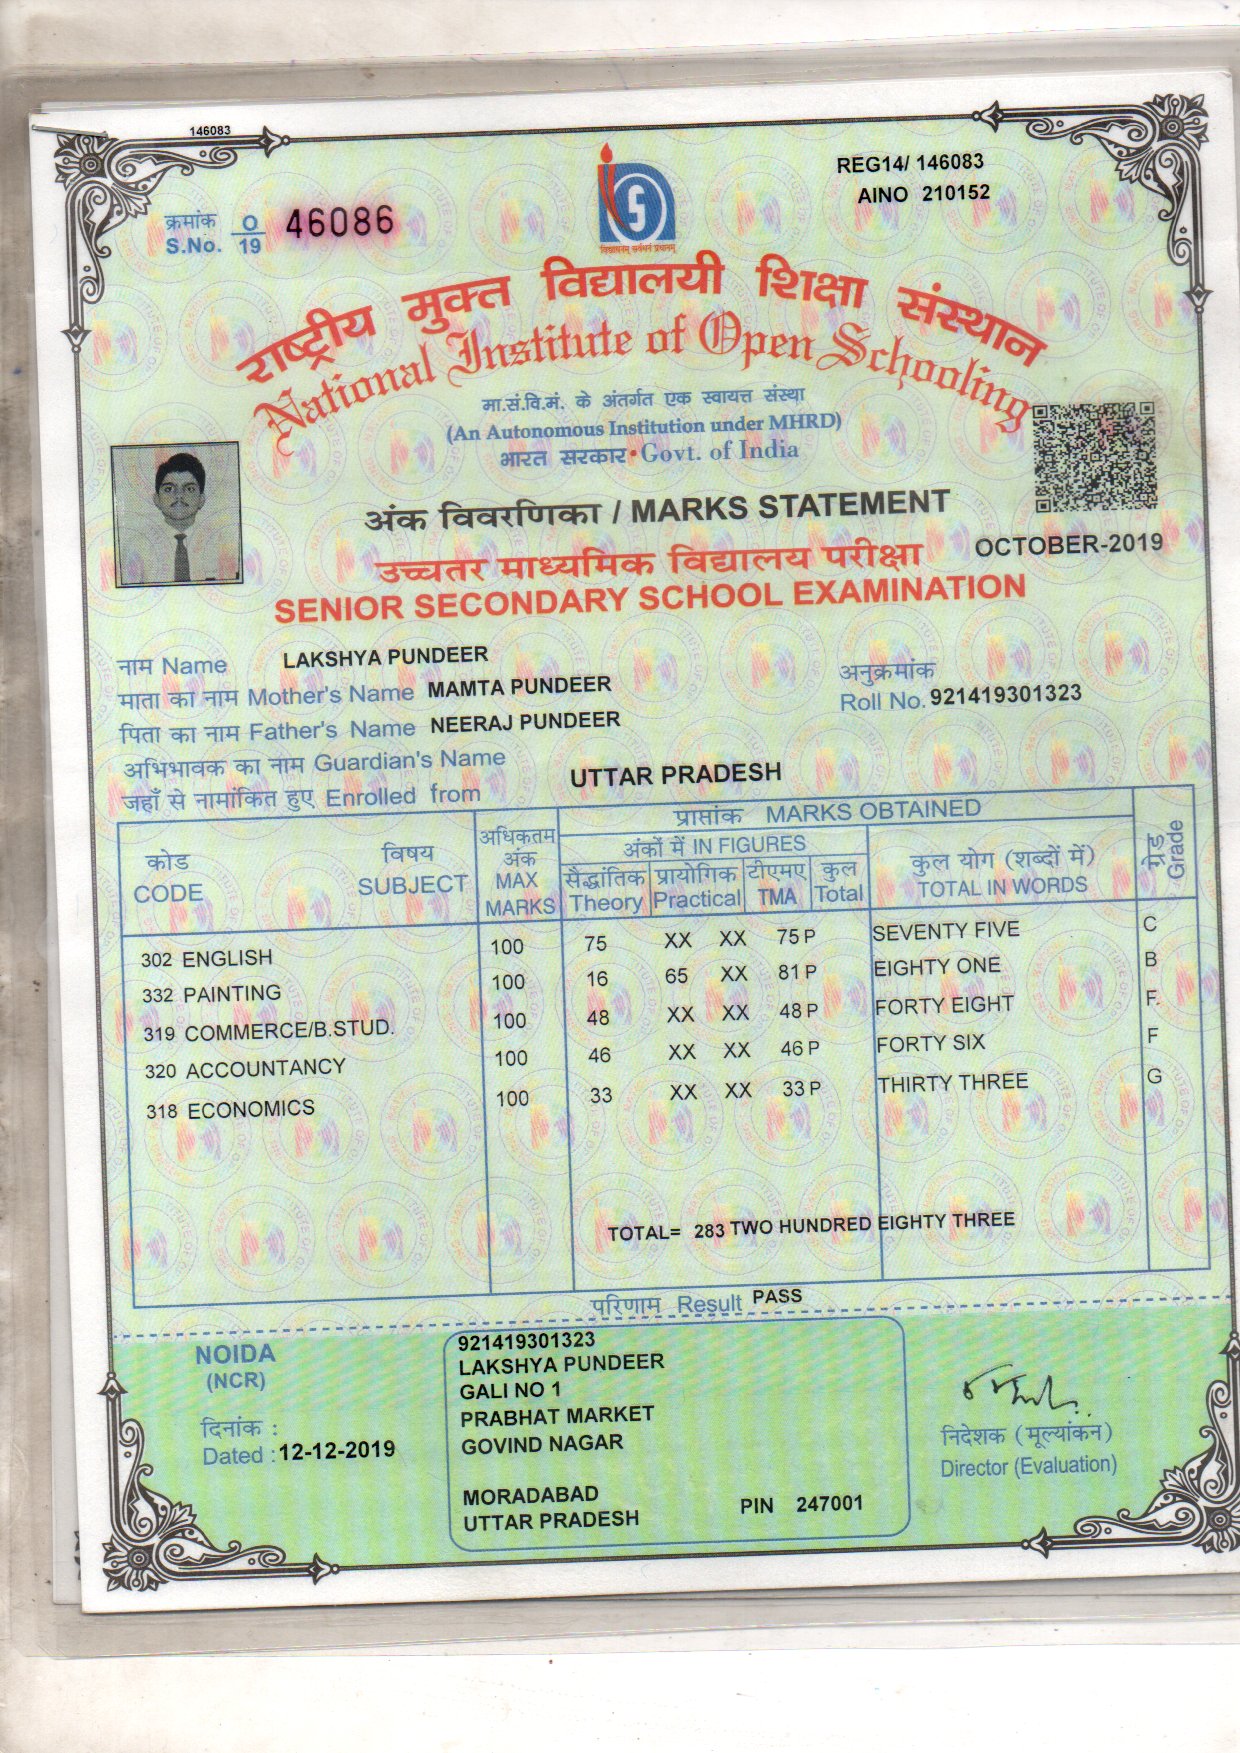 146083
REG14/ 146083
AINO 210152
क्रमांक O 46086
S.No. 19
विद्याधनम् सर्वधनं प्रधानम्
राष्ट्रीय मुक्त विद्यालयी शिक्षा संस्थान
National Institute of Open Schooling
मा.सं.वि.मं. के अंतर्गत एक स्वायत्त संस्था
(An Autonomous Institution under MHRD)
भारत सरकार•Govt. of India
अंक विवरणिका / MARKS STATEMENT
OCTOBER-2019
उच्चतर माध्यमिक विद्यालय परीक्षा
SENIOR SECONDARY SCHOOL EXAMINATION
नाम Name LAKSHYA PUNDEER
माता का नाम Mother's Name MAMTA PUNDEER
अनुक्रमांक
Roll No. 921419301323
पिता का नाम Father's Name NEERAJ PUNDEER
अभिभावक का नाम Guardian's Name
जहाँ से नामांकित हुए Enrolled from UTTAR PRADESH
कोड
CODE
विषय
SUBJECT
अधिकतम
अंक
MAX
MARKS
प्राप्तांक MARKS OBTAINED
अंकों में IN FIGURES
सैद्धांतिक प्रायोगिक टीएमए कुल
Theory Practical TMA Total
कुल योग (शब्दों में)
TOTAL IN WORDS
ग्रेड
Grade
302 ENGLISH 100 75 XX XX 75 P SEVENTY FIVE C
332 PAINTING 100 16 65 XX 81 P EIGHTY ONE B
319 COMMERCE/B.STUD. 100 48 XX XX 48 P FORTY EIGHT F.
320 ACCOUNTANCY 100 46 XX XX 46 P FORTY SIX F
318 ECONOMICS 100 33 XX XX 33 P THIRTY THREE G
TOTAL= 283 TWO HUNDRED EIGHTY THREE
परिणाम Result PASS
NOIDA
(NCR)
दिनांक :
Dated : 12-12-2019
921419301323
LAKSHYA PUNDEER
GALI NO 1
PRABHAT MARKET
GOVIND NAGAR
MORADABAD
UTTAR PRADESH PIN 247001
निदेशक (मूल्यांकन)
Director (Evaluation)